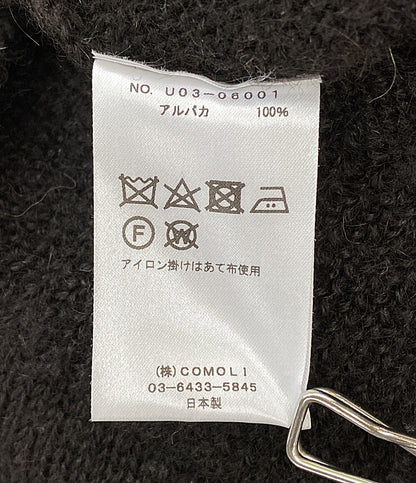 NO. U03-08001
アルパカ 100%
F W
アイロン掛けはあて布使用
(株)COMOLI
03-6433-5845
日本製